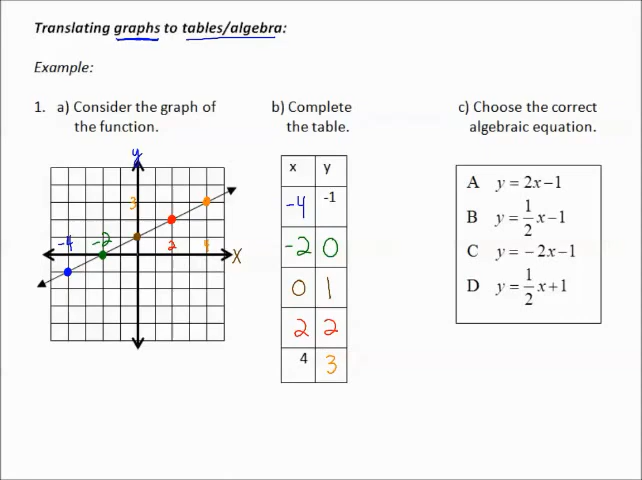 Translating graphs to tables/algebra:
Example:
1. a) Consider the graph of
the function.
y
3
-4 -2 2 4
X
b) Complete
the table.
x y
-4 -1
-2 0
0 1
2 2
4 3
c) Choose the correct
algebraic equation.
A y = 2x − 1
B y = 1/2 x − 1
C y = −2x − 1
D y = 1/2 x + 1